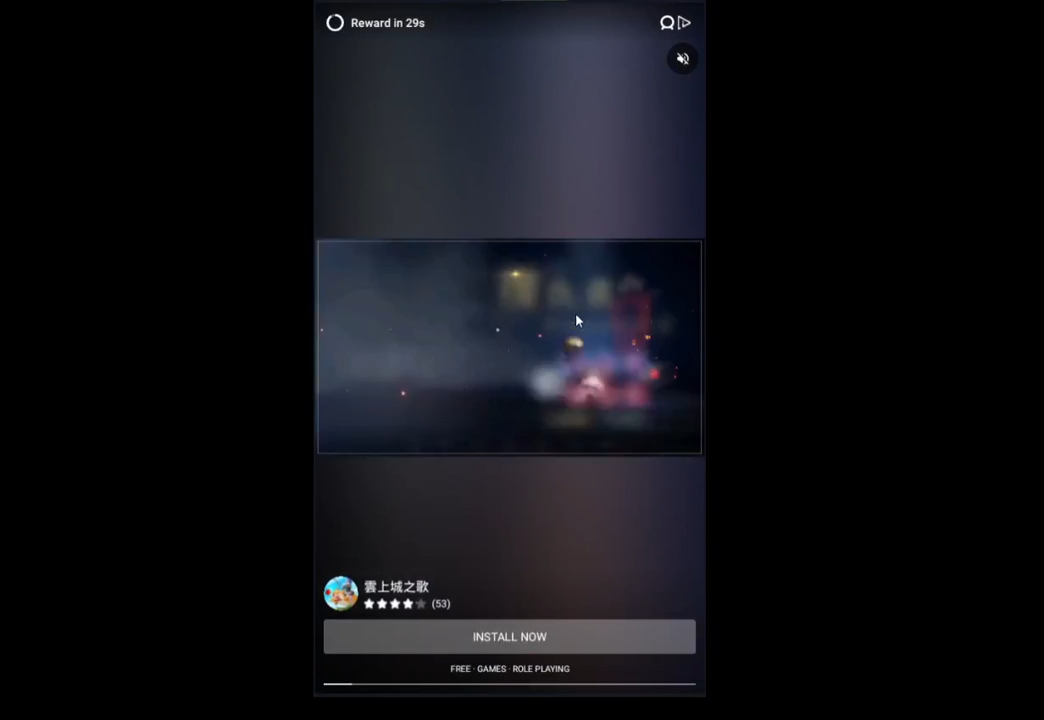 Reward in 29s
雲上城之歌
(53)
INSTALL NOW
FREE · GAMES · ROLE PLAYING